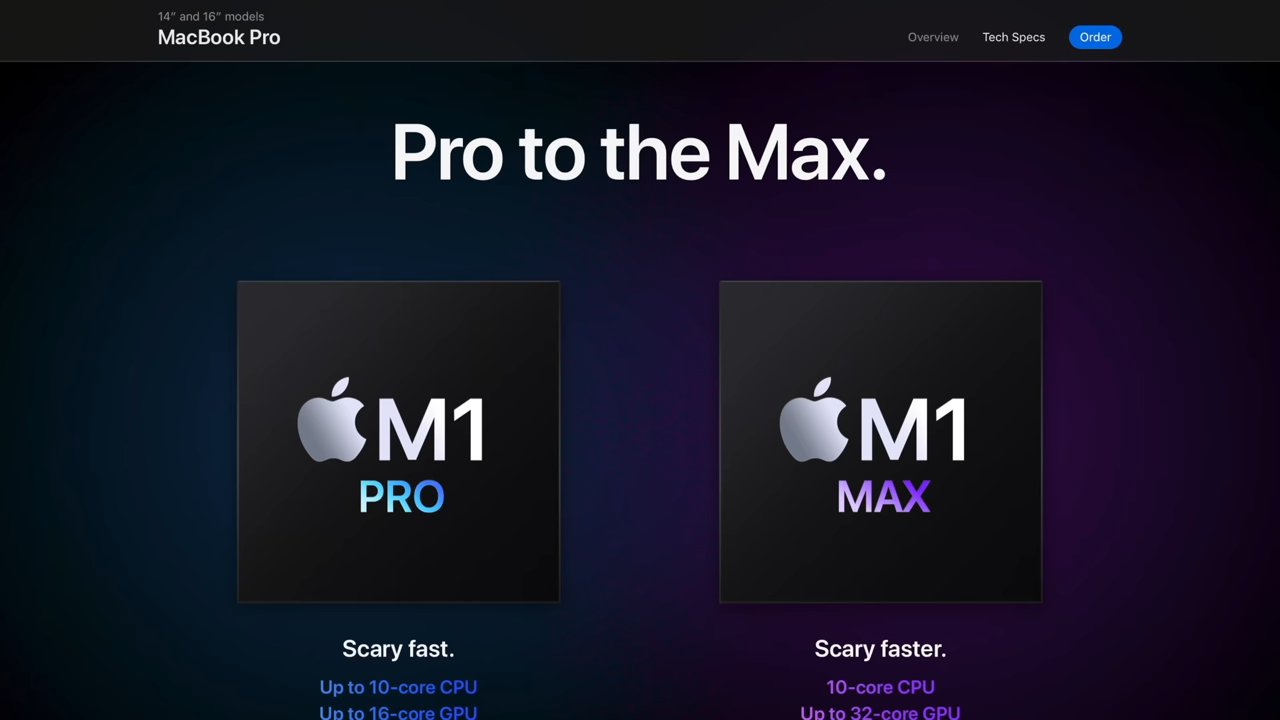 14” and 16” models
MacBook Pro
Overview
Tech Specs
Order
Pro to the Max.
M1
PRO
M1
MAX
Scary fast.
Up to 10-core CPU
Up to 16-core GPU
Scary faster.
10-core CPU
Up to 32-core GPU